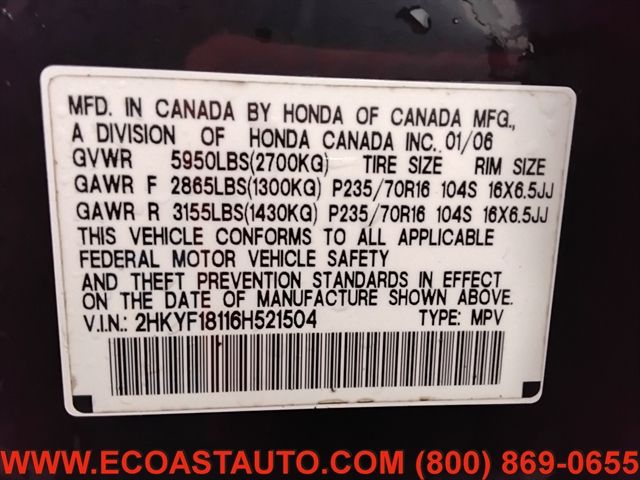 MFD. IN CANADA BY HONDA OF CANADA MFG.,
A DIVISION OF HONDA CANADA INC. 01/06
GVWR 5950LBS(2700KG) TIRE SIZE RIM SIZE
GAWR F 2865LBS(1300KG) P235/70R16 104S 16X6.5JJ
GAWR R 3155LBS(1430KG) P235/70R16 104S 16X6.5JJ
THIS VEHICLE CONFORMS TO ALL APPLICABLE
FEDERAL MOTOR VEHICLE SAFETY
AND THEFT PREVENTION STANDARDS IN EFFECT
ON THE DATE OF MANUFACTURE SHOWN ABOVE.
V.I.N.: 2HKYF18116H521504 TYPE: MPV
WWW.ECOASTAUTO.COM (800) 869-0655